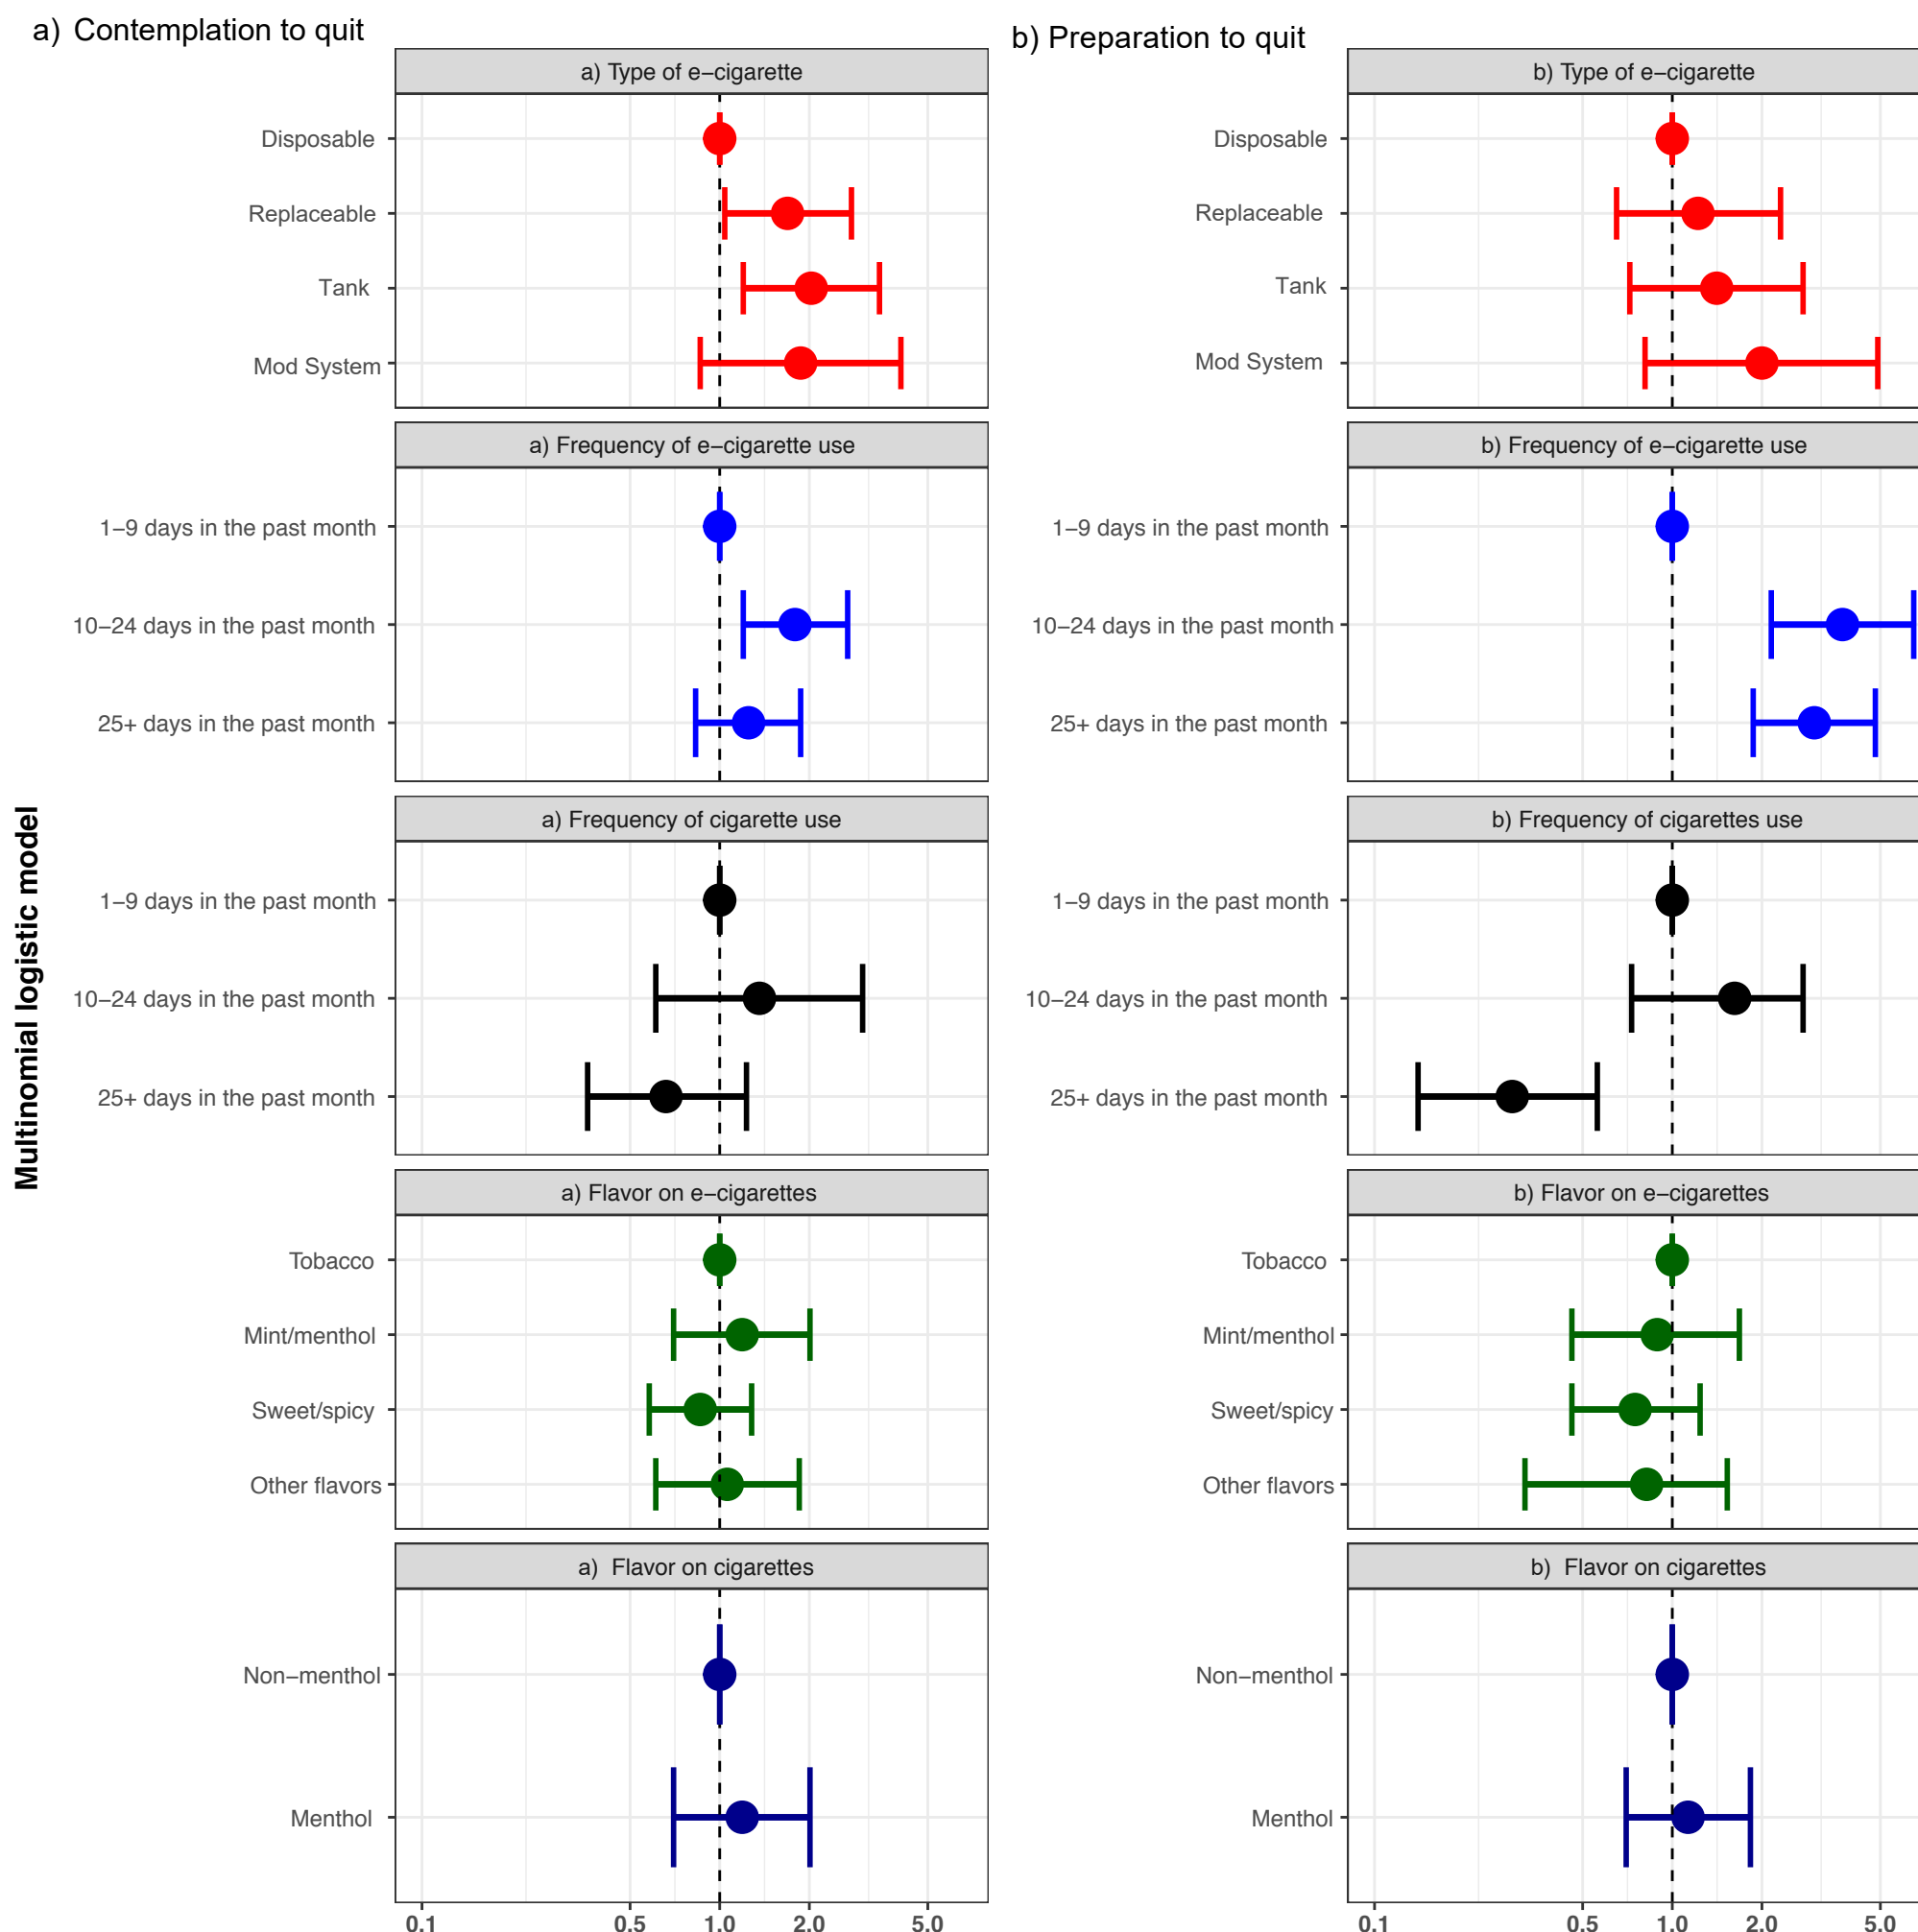 a) Contemplation to quit
a) Type of e−cigarette
Disposable
Replaceable
Tank
Mod System
a) Frequency of e−cigarette use
1−9 days in the past month
10−24 days in the past month
25+ days in the past month
a) Frequency of cigarette use
1−9 days in the past month
10−24 days in the past month
25+ days in the past month
a) Flavor on e−cigarettes
Tobacco
Mint/menthol
Sweet/spicy
Other flavors
a) Flavor on cigarettes
Non−menthol
Menthol
0.1 0.5 1.0 2.0 5.0
Multinomial logistic model
b) Preparation to quit
b) Type of e−cigarette
Disposable
Replaceable
Tank
Mod System
b) Frequency of e−cigarette use
1−9 days in the past month
10−24 days in the past month
25+ days in the past month
b) Frequency of cigarettes use
1−9 days in the past month
10−24 days in the past month
25+ days in the past month
b) Flavor on e−cigarettes
Tobacco
Mint/menthol
Sweet/spicy
Other flavors
b) Flavor on cigarettes
Non−menthol
Menthol
0.1 0.5 1.0 2.0 5.0